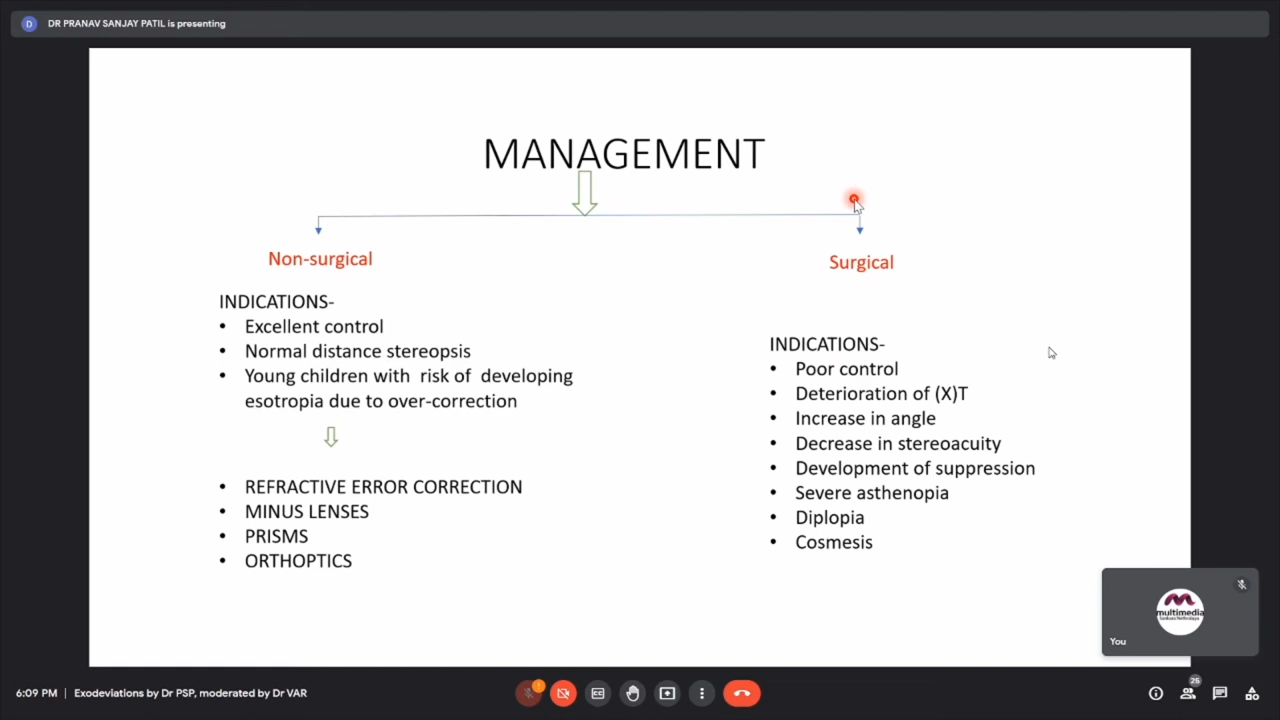 D DR PRANAV SANJAY PATIL is presenting
MANAGEMENT
Non-surgical
INDICATIONS-
• Excellent control
• Normal distance stereopsis
• Young children with risk of developing
esotropia due to over-correction
• REFRACTIVE ERROR CORRECTION
• MINUS LENSES
• PRISMS
• ORTHOPTICS
Surgical
INDICATIONS-
• Poor control
• Deterioration of (X)T
• Increase in angle
• Decrease in stereoacuity
• Development of suppression
• Severe asthenopia
• Diplopia
• Cosmesis
multimedia
You
6:09 PM | Exodeviations by Dr PSP, moderated by Dr VAR
25